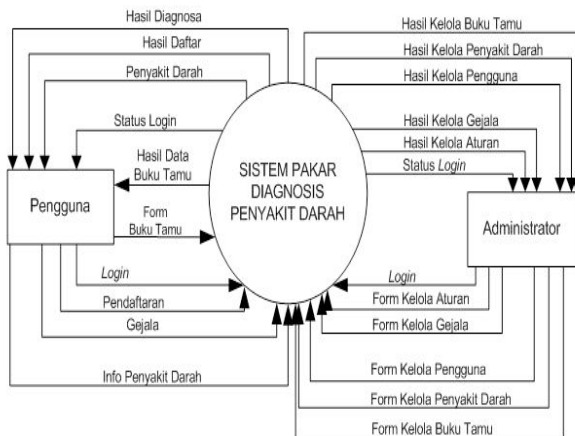 Hasil Diagnosa
Hasil Daftar
Penyakit Darah
Status Login
Hasil Data
Buku Tamu
Pengguna
Form
Buku Tamu
Login
Pendaftaran
Gejala
Info Penyakit Darah
SISTEM PAKAR
DIAGNOSIS
PENYAKIT DARAH
Hasil Kelola Buku Tamu
Hasil Kelola Penyakit Darah
Hasil Kelola Pengguna
Hasil Kelola Gejala
Hasil Kelola Aturan
Status Login
Administrator
Login
Form Kelola Aturan
Form Kelola Gejala
Form Kelola Pengguna
Form Kelola Penyakit Darah
Form Kelola Buku Tamu